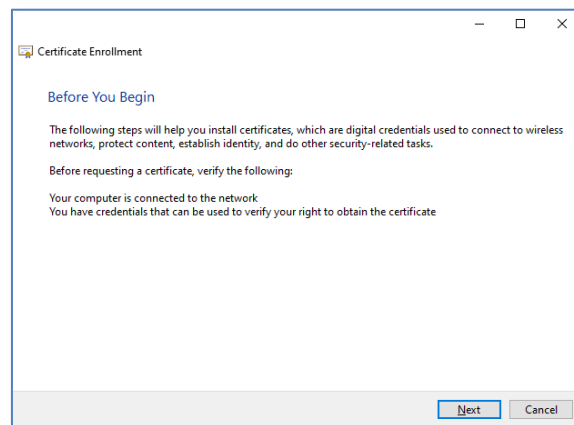 Certificate Enrollment
Before You Begin
The following steps will help you install certificates, which are digital credentials used to connect to wireless
networks, protect content, establish identity, and do other security-related tasks.
Before requesting a certificate, verify the following:
Your computer is connected to the network
You have credentials that can be used to verify your right to obtain the certificate
Next
Cancel